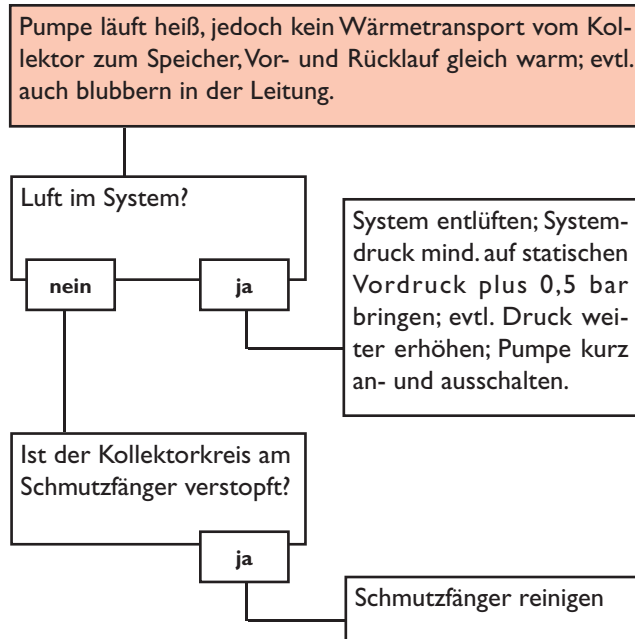 Pumpe läuft heiß, jedoch kein Wärmetransport vom Kol-
lektor zum Speicher, Vor- und Rücklauf gleich warm; evtl.
auch blubbern in der Leitung.
Luft im System?
nein
ja
System entlüften; System-
druck mind. auf statischen
Vordruck plus 0,5 bar
bringen; evtl. Druck wei-
ter erhöhen; Pumpe kurz
an- und ausschalten.
Ist der Kollektorkreis am
Schmutzfänger verstopft?
ja
Schmutzfänger reinigen